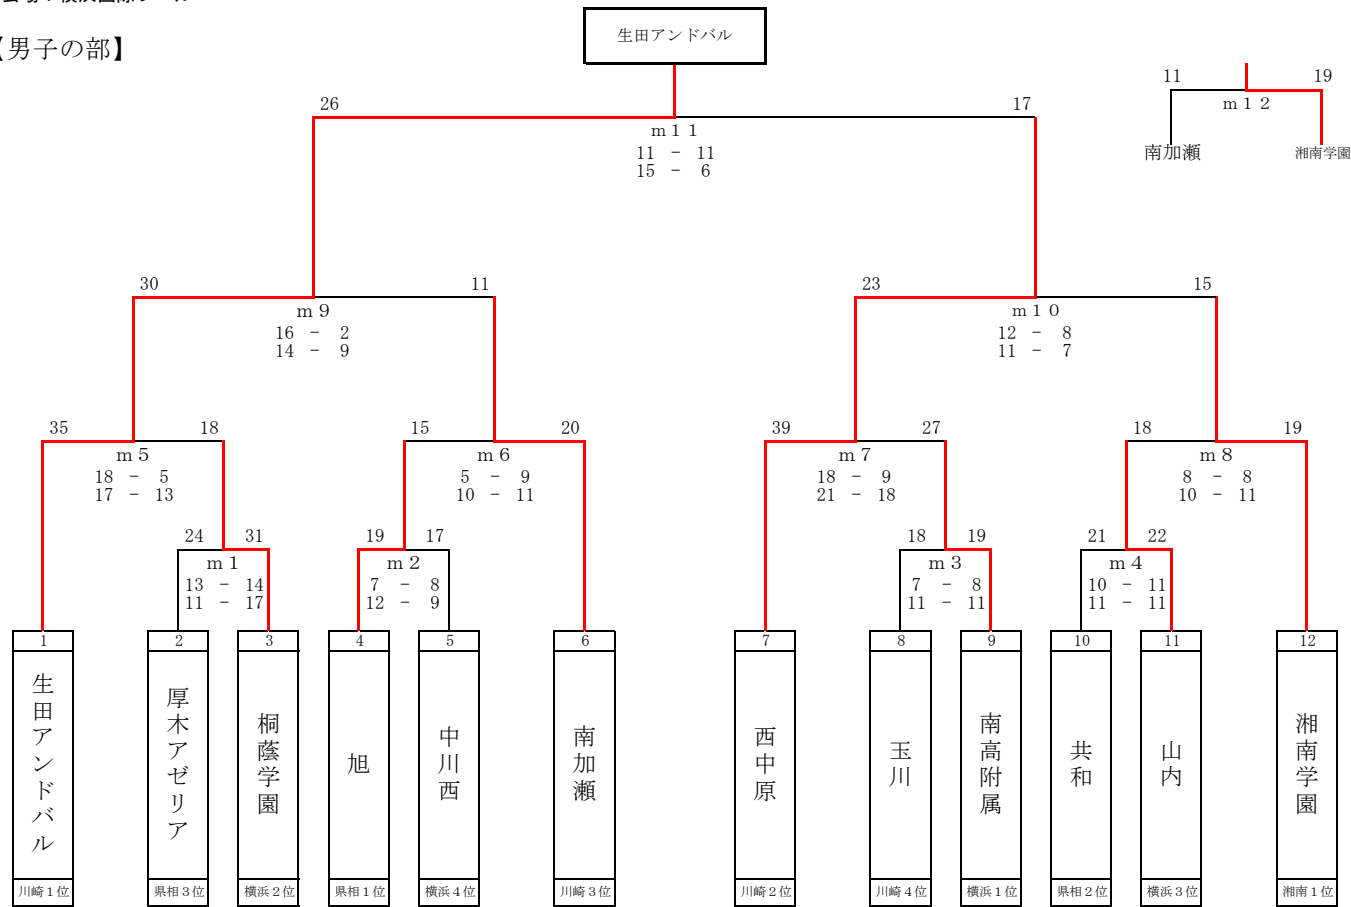 【男子の部】
生田アンドバル
11 19
ｍ１２
南加瀬 湘南学園
26 17
ｍ１１
11 － 11
15 － 6
30 11
ｍ９
16 － 2
14 － 9
23 15
ｍ１０
12 － 8
11 － 7
35 18
ｍ５
18 － 5
17 － 13
15 20
ｍ６
5 － 9
10 － 11
39 27
ｍ７
18 － 9
21 － 18
18 19
ｍ８
8 － 8
10 － 11
24 31
ｍ１
13 － 14
11 － 17
19 17
ｍ２
7 － 8
12 － 9
18 19
ｍ３
7 － 8
11 － 11
21 22
ｍ４
10 － 11
11 － 11
1
生田アンドバル
川崎１位
2
厚木アゼリア
県相３位
3
桐蔭学園
横浜２位
4
旭
県相１位
5
中川西
横浜４位
6
南加瀬
川崎３位
7
西中原
川崎２位
8
玉川
川崎４位
9
南高附属
横浜１位
10
共和
県相２位
11
山内
横浜３位
12
湘南学園
湘南１位